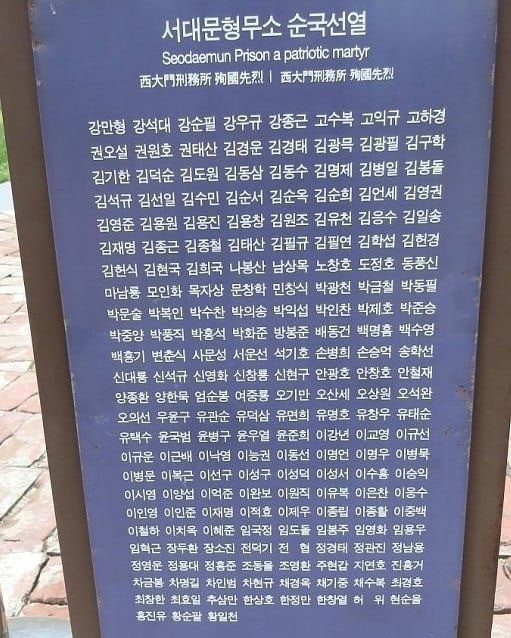 서대문형무소 순국선열
Seodaemun Prison a patriotic martyr
西大門刑務所 殉國先烈 | 西大門刑務所 殉國先烈
강만형 강석대 강순필 강우규 강종근 고수복 고익규 고하경
권오설 권원호 권태산 김경운 김경태 김광묵 김광필 김구학
김기한 김덕순 김도원 김동삼 김동수 김명제 김병일 김봉돌
김석규 김선일 김수민 김순서 김순옥 김순희 김언세 김영권
김영준 김용원 김용진 김용창 김원조 김유천 김응수 김일송
김재명 김종근 김종철 김태산 김필규 김필연 김학섭 김헌경
김헌식 김현국 김희국 나봉산 남상목 노창호 도정호 동풍신
마남룡 모인화 목자상 문창학 민창식 박광천 박금철 박동필
박문술 박복인 박수찬 박의송 박익섭 박인찬 박제호 박준승
박중양 박풍직 박홍석 박화준 방봉준 배동건 백명흠 백수영
백홍기 변춘식 사문성 서운선 석기호 손병희 손승억 송학선
신대룡 신석규 신영화 신창룡 신현구 안광호 안창호 안철재
양종환 양한묵 엄순봉 여중룡 오기만 오산세 오상원 오석완
오의선 우윤구 유관순 유덕삼 유면희 유명호 유창우 유태순
유택수 윤국범 윤병구 윤우열 윤준희 이강년 이교영 이규선
이규운 이근배 이낙영 이능권 이동선 이명언 이명우 이병묵
이병문 이복근 이선구 이성구 이성덕 이성서 이수흥 이승익
이시영 이양섭 이억준 이완보 이원직 이유복 이은찬 이응수
이인영 이인준 이재명 이적효 이제우 이종림 이종활 이중백
이철하 이치옥 이혜준 임국정 임도돌 임봉주 임영화 임용우
임혁근 장두환 장소진 전덕기 전 협 정경태 정관진 정남용
정영운 정용대 정흥준 조동율 조영환 주현갑 지연호 진홍거
차금봉 차명길 차인범 차현규 채경옥 채기중 채수복 최경호
최창한 최효일 추삼만 한상호 한정만 한창열 허 위 현순율
홍진유 황순팔 황일천